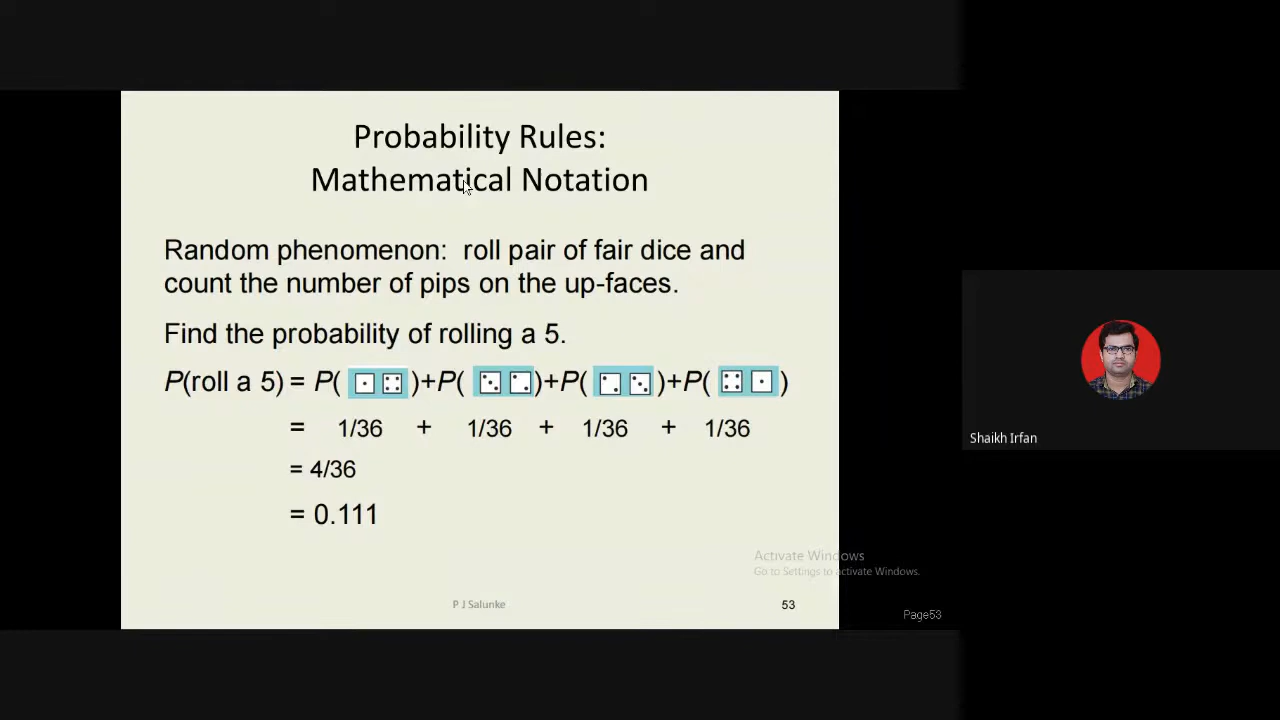 Probability Rules:
Mathematical Notation
Random phenomenon: roll pair of fair dice and
count the number of pips on the up-faces.
Find the probability of rolling a 5.
P(roll a 5) = P( )+P( )+P( )+P( )
= 1/36 + 1/36 + 1/36 + 1/36
= 4/36
= 0.111
Activate Windows
Go to Settings to activate Windows.
P J Salunke
53
Page53
Shaikh Irfan